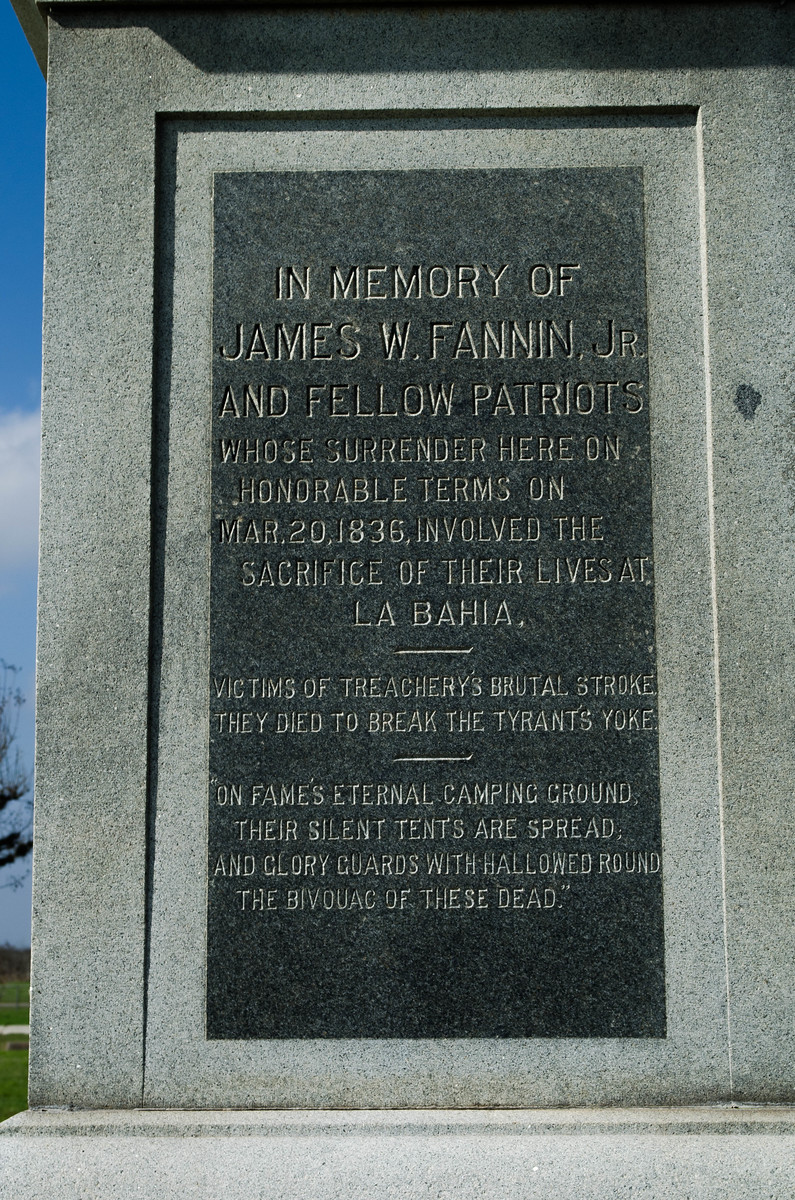 IN MEMORY OF
JAMES W. FANNIN, JR.
AND FELLOW PATRIOTS
WHOSE SURRENDER HERE ON
HONORABLE TERMS ON
MAR. 20, 1836, INVOLVED THE
SACRIFICE OF THEIR LIVES AT
LA BAHIA,
VICTIMS OF TREACHERY'S BRUTAL STROKE.
THEY DIED TO BREAK THE TYRANT'S YOKE.
"ON FAME'S ETERNAL CAMPING GROUND,
THEIR SILENT TENTS ARE SPREAD;
AND GLORY GUARDS WITH HALLOWED ROUND
THE BIVOUAC OF THESE DEAD."